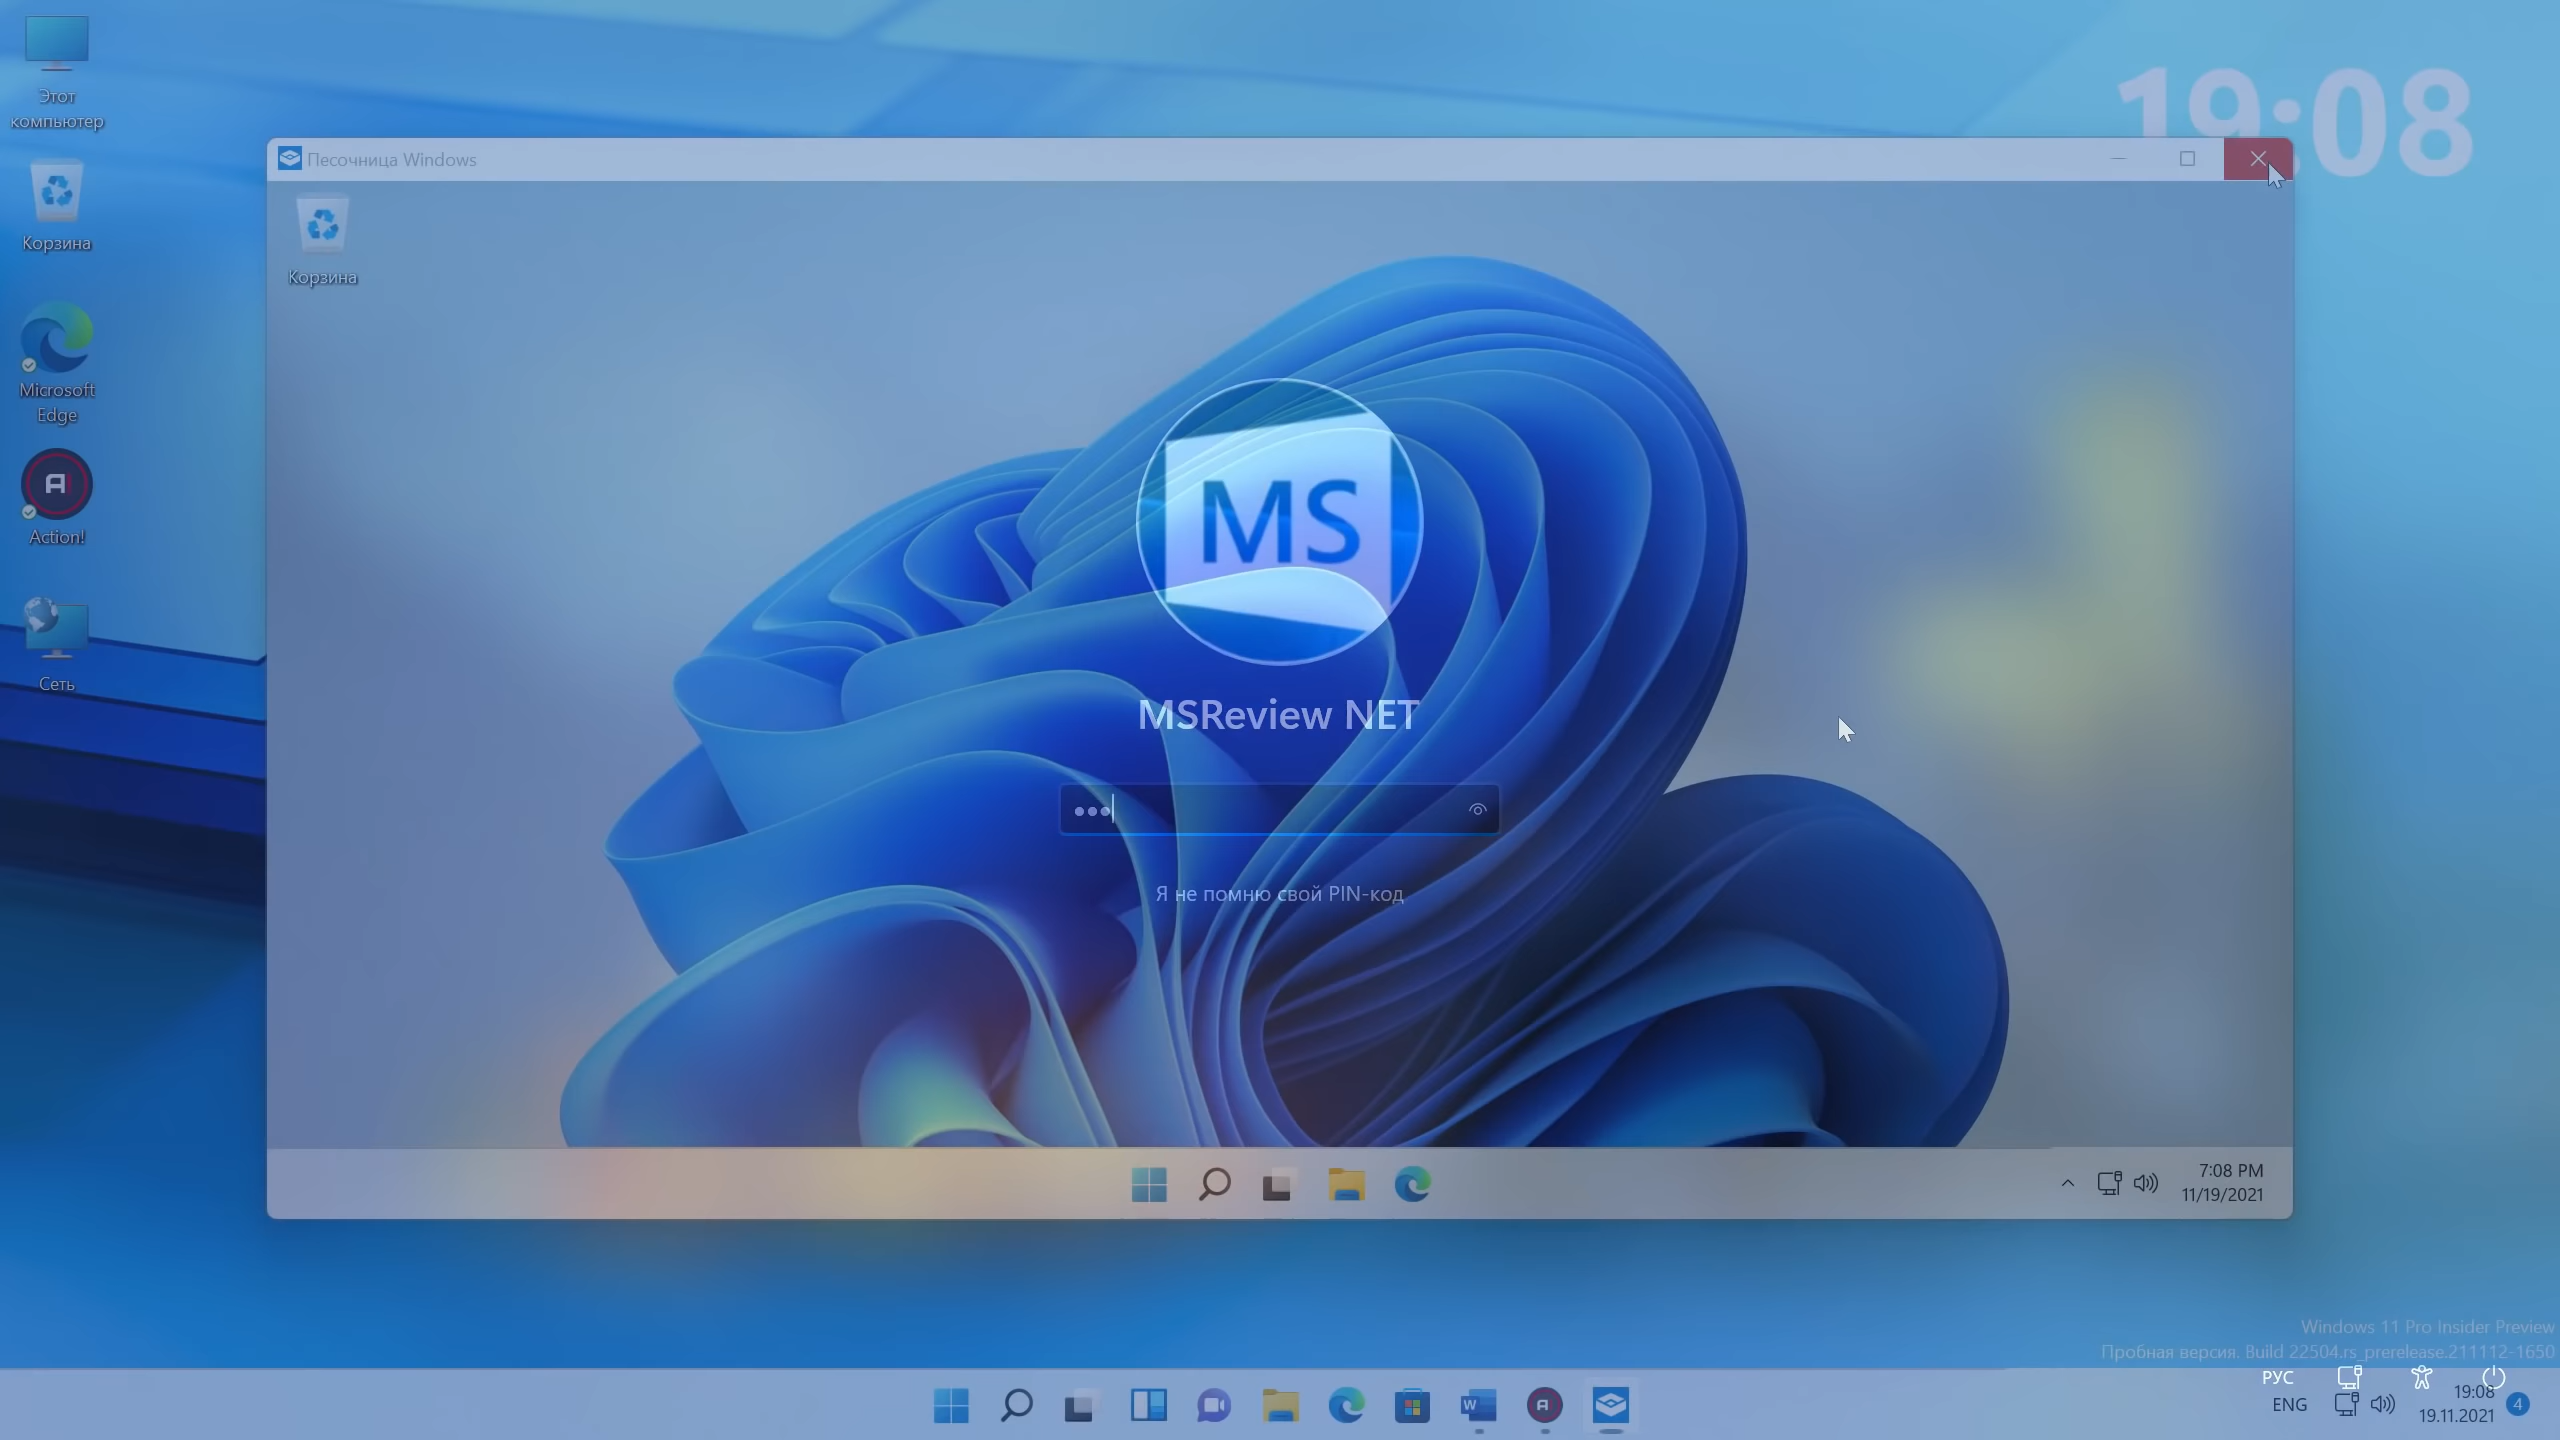 Этот
компьютер
Корзина
Microsoft
Edge
Action!
Сеть
19:08
Песочница Windows
Корзина
MS
MSReview NET
Я не помню свой PIN-код
7:08 PM
11/19/2021
Windows 11 Pro Insider Preview
Пробная версия. Build 22504.rs_prerelease.211112-1650
РУС
ENG
19:08
19.11.2021
4